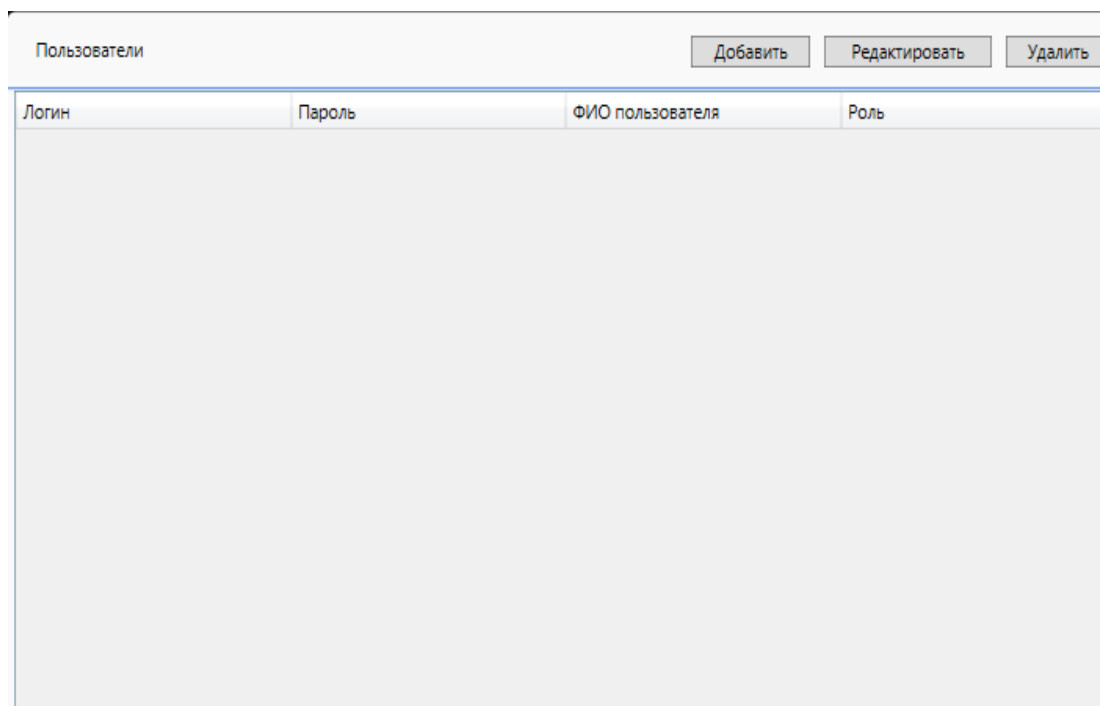 Пользователи
Добавить
Редактировать
Удалить
Логин
Пароль
ФИО пользователя
Роль